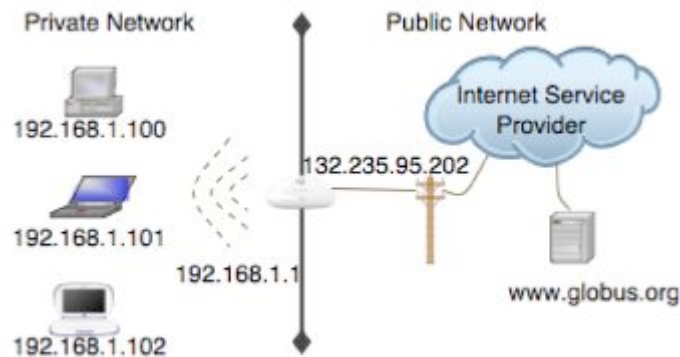 Private Network
Public Network
192.168.1.100
Internet Service
Provider
132.235.95.202
192.168.1.101
192.168.1.1
www.globus.org
192.168.1.102